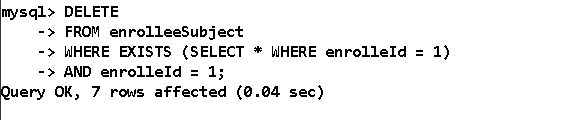 mysql> DELETE
-> FROM enrolleeSubject
-> WHERE EXISTS (SELECT * WHERE enrolleId = 1)
-> AND enrolleId = 1;
Query OK, 7 rows affected (0.04 sec)